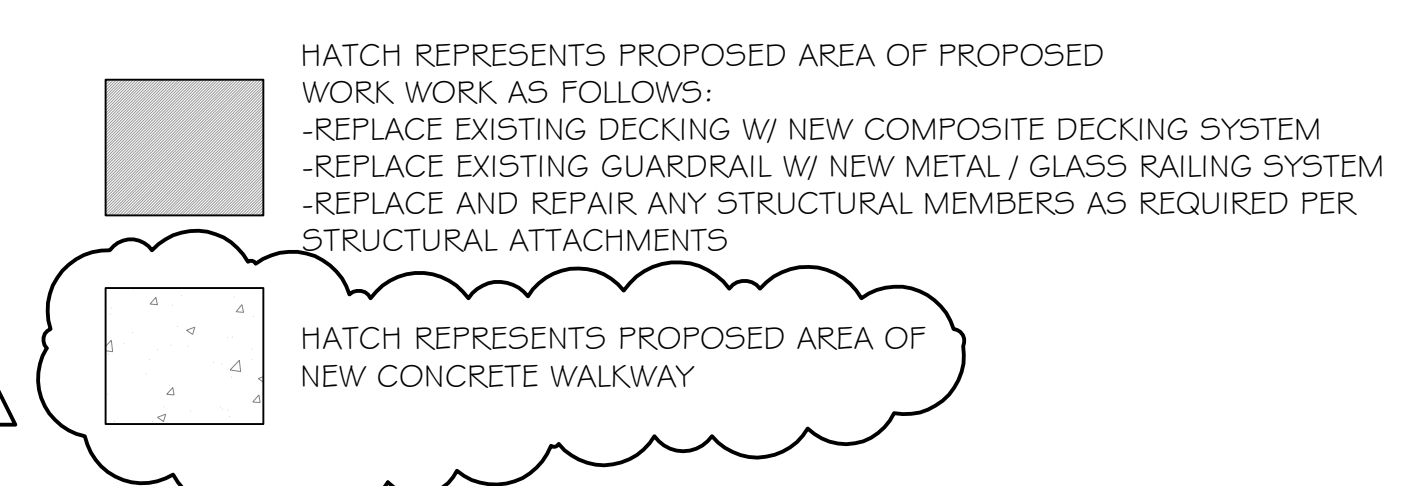 HATCH REPRESENTS PROPOSED AREA OF PROPOSED
WORK WORK AS FOLLOWS:
-REPLACE EXISTING DECKING W/ NEW COMPOSITE DECKING SYSTEM
-REPLACE EXISTING GUARDRAIL W/ NEW METAL / GLASS RAILING SYSTEM
-REPLACE AND REPAIR ANY STRUCTURAL MEMBERS AS REQUIRED PER
STRUCTURAL ATTACHMENTS
HATCH REPRESENTS PROPOSED AREA OF
NEW CONCRETE WALKWAY